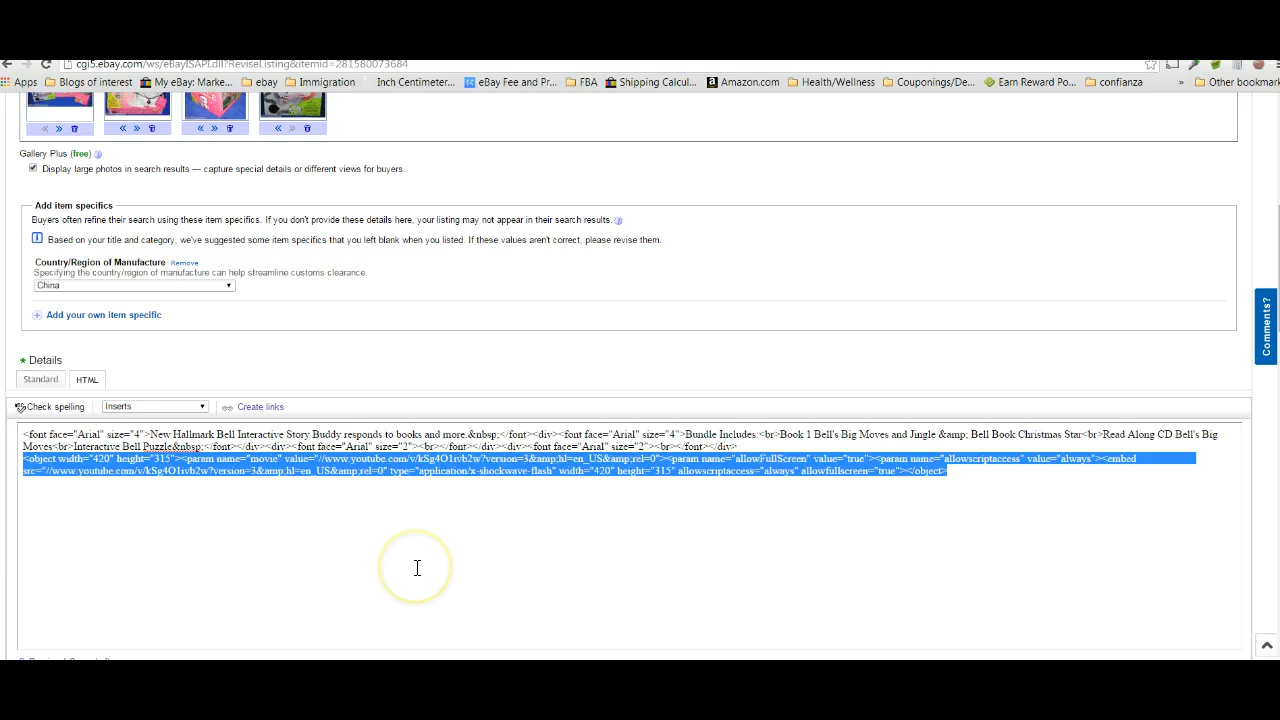 cgi5.ebay.com/ws/eBayISAPI.dll?ReviseListing&itemid=281580073684
Apps Blogs of interest My eBay: Marke... ebay Immigration Inch Centimeter... eBay Fee and Pr... FBA Shipping Calcul... Amazon.com Health/Wellness Couponing/De... Earn Reward Po... confianza » Other bookmark
Gallery Plus (free)
Display large photos in search results — capture special details or different views for buyers.
Add item specifics
Buyers often refine their search using these item specifics. If you don't provide these details here, your listing may not appear in their search results.
Based on your title and category, we've suggested some item specifics that you left blank when you listed. If these values aren't correct, please revise them.
Country/Region of Manufacture Remove
Specifying the country/region of manufacture can help streamline customs clearance.
China
Add your own item specific
Comments?
* Details
Standard HTML
Check spelling Inserts Create links
<font face="Arial" size="4">New Hallmark Bell Interactive Story Buddy responds to books and more.&nbsp;</font><div><font face="Arial" size="4">Bundle Includes:<br>Book 1 Bell's Big Moves and Jingle &amp; Bell Book Christmas Star<br>Read Along CD Bell's Big
Moves<br>Interactive Bell Puzzle&nbsp;</font></div><div><font face="Arial" size="2"><br></font></div><div><font face="Arial" size="2"><br></font></div>
<object width="420" height="315"><param name="movie" value="//www.youtube.com/v/kSg4O1rvb2w?version=3&amp;hl=en_US&amp;rel=0"><param name="allowFullScreen" value="true"><param name="allowscriptaccess" value="always"><embed
src="//www.youtube.com/v/kSg4O1rvb2w?version=3&amp;hl=en_US&amp;rel=0" type="application/x-shockwave-flash" width="420" height="315" allowscriptaccess="always" allowfullscreen="true"></object>